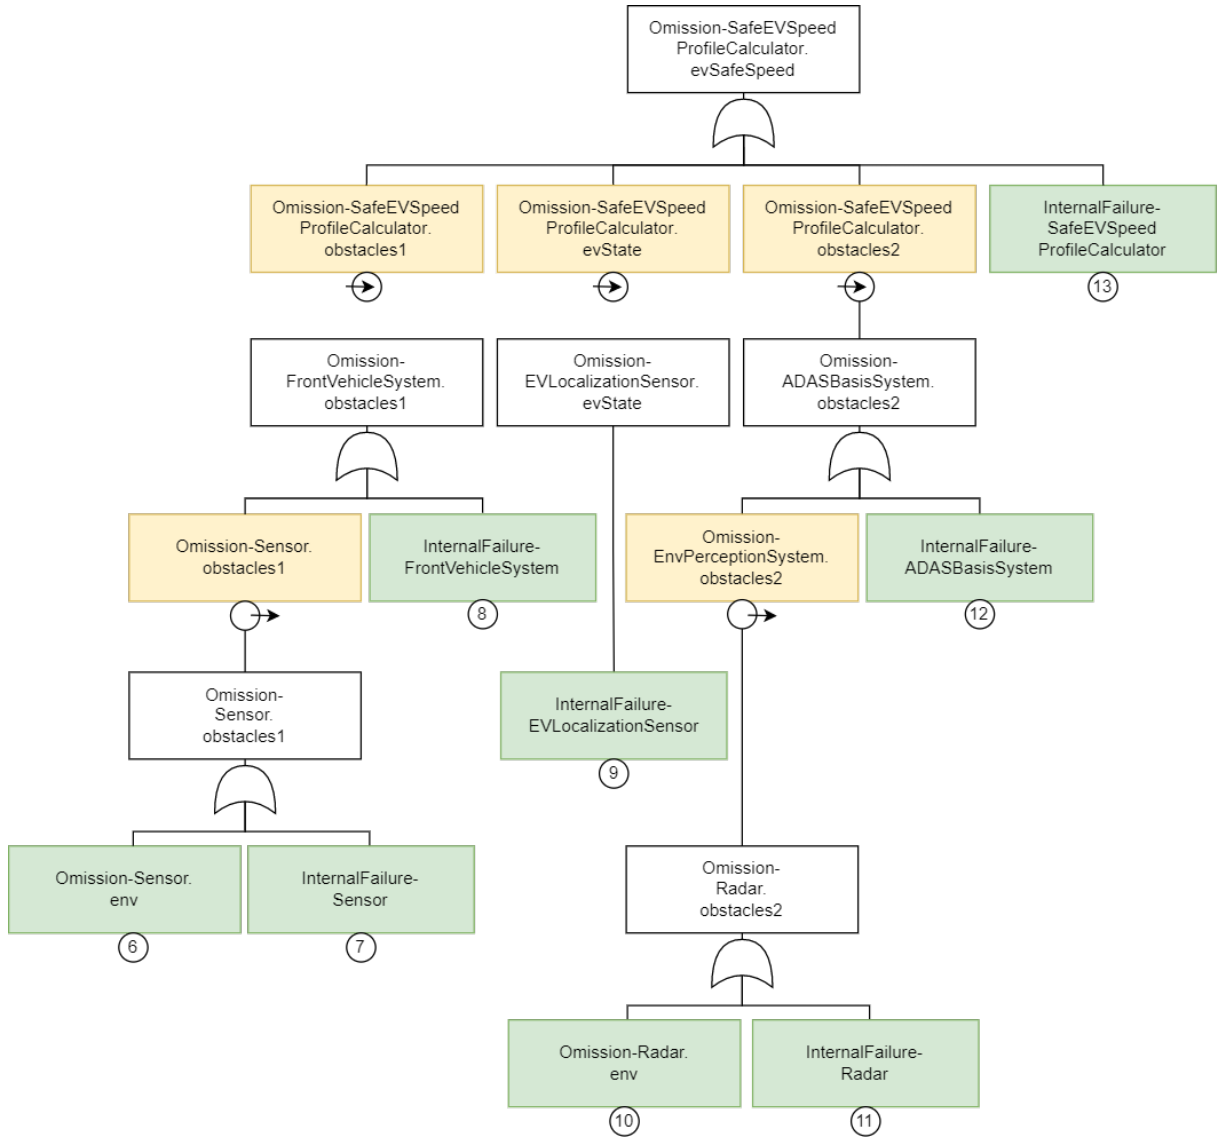 Omission-SafeEVSpeed
ProfileCalculator.
evSafeSpeed
Omission-SafeEVSpeed
ProfileCalculator.
obstacles1
Omission-SafeEVSpeed
ProfileCalculator.
evState
Omission-SafeEVSpeed
ProfileCalculator.
obstacles2
InternalFailure-
SafeEVSpeed
ProfileCalculator
13
Omission-
FrontVehicleSystem.
obstacles1
Omission-
EVLocalizationSensor.
evState
Omission-
ADASBasisSystem.
obstacles2
Omission-Sensor.
obstacles1
InternalFailure-
FrontVehicleSystem
8
Omission-
EnvPerceptionSystem.
obstacles2
InternalFailure-
ADASBasisSystem
12
Omission-
Sensor.
obstacles1
InternalFailure-
EVLocalizationSensor
9
Omission-Sensor.
env
6
InternalFailure-
Sensor
7
Omission-
Radar.
obstacles2
Omission-Radar.
env
10
InternalFailure-
Radar
11